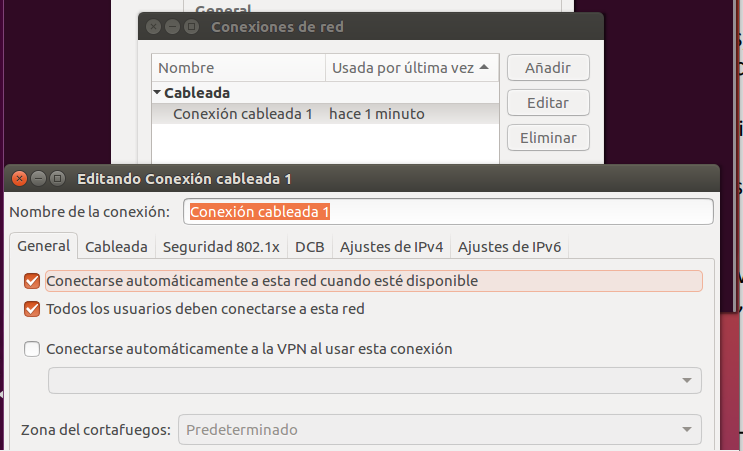 General
Conexiones de red
Nombre Usada por última vez
Añadir
Cableada
Editar
Conexión cableada 1 hace 1 minuto
Eliminar
Editando Conexión cableada 1
Nombre de la conexión: Conexión cableada 1
General Cableada Seguridad 802.1x DCB Ajustes de IPv4 Ajustes de IPv6
Conectarse automáticamente a esta red cuando esté disponible
Todos los usuarios deben conectarse a esta red
Conectarse automáticamente a la VPN al usar esta conexión
Zona del cortafuegos: Predeterminado